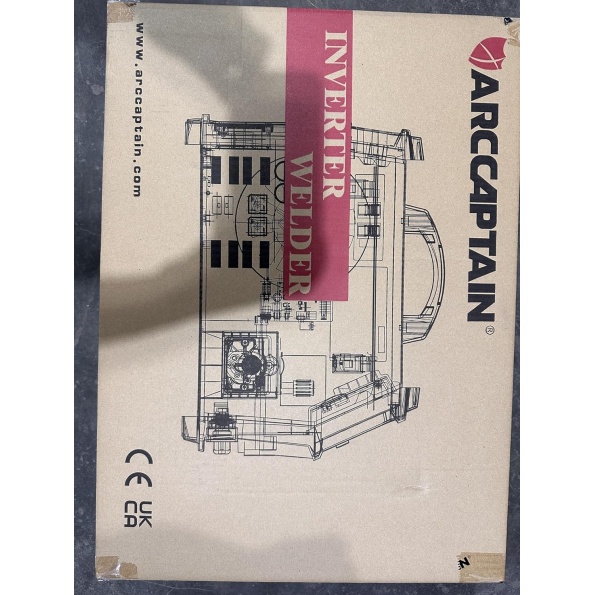 ARCCAPTAIN®
INVERTER
WELDER
www.arccaptain.com
CE
UK
CA